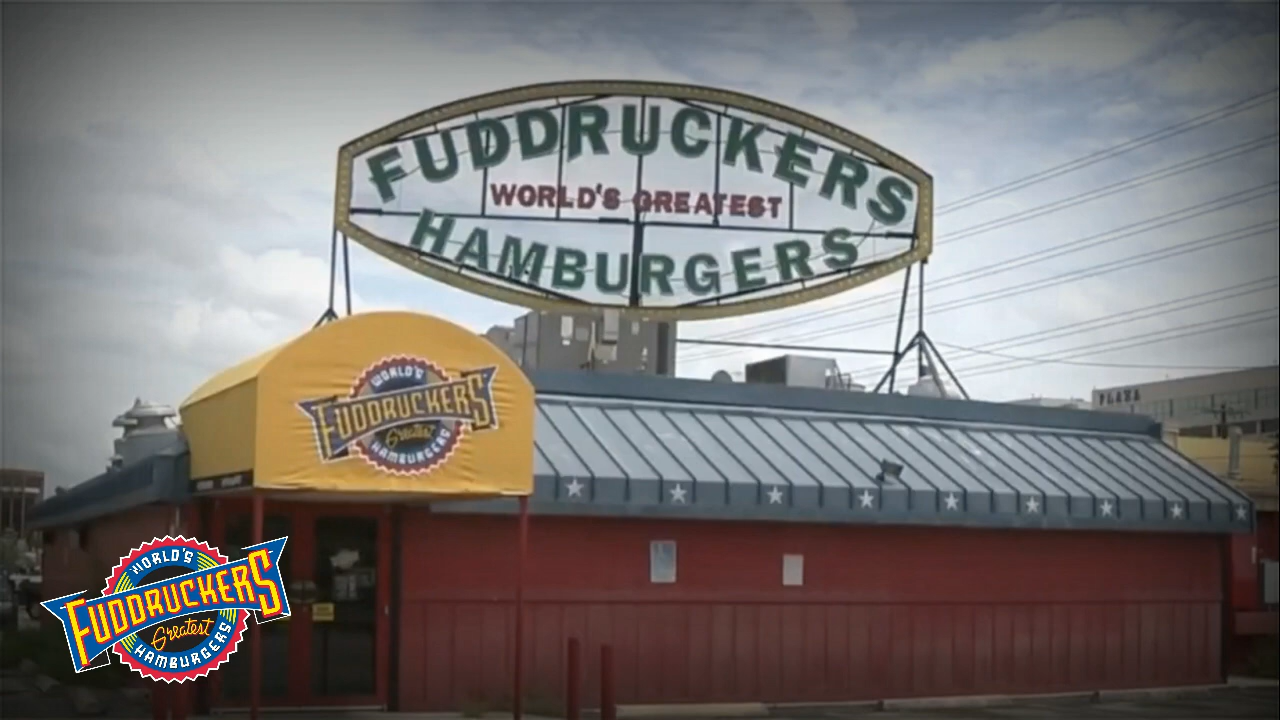 FUDDRUCKERS
WORLD'S GREATEST
HAMBURGERS
WORLD'S
FUDDRUCKERS
Greatest
HAMBURGERS
PLAZA
WORLD'S
FUDDRUCKERS
Greatest
HAMBURGERS